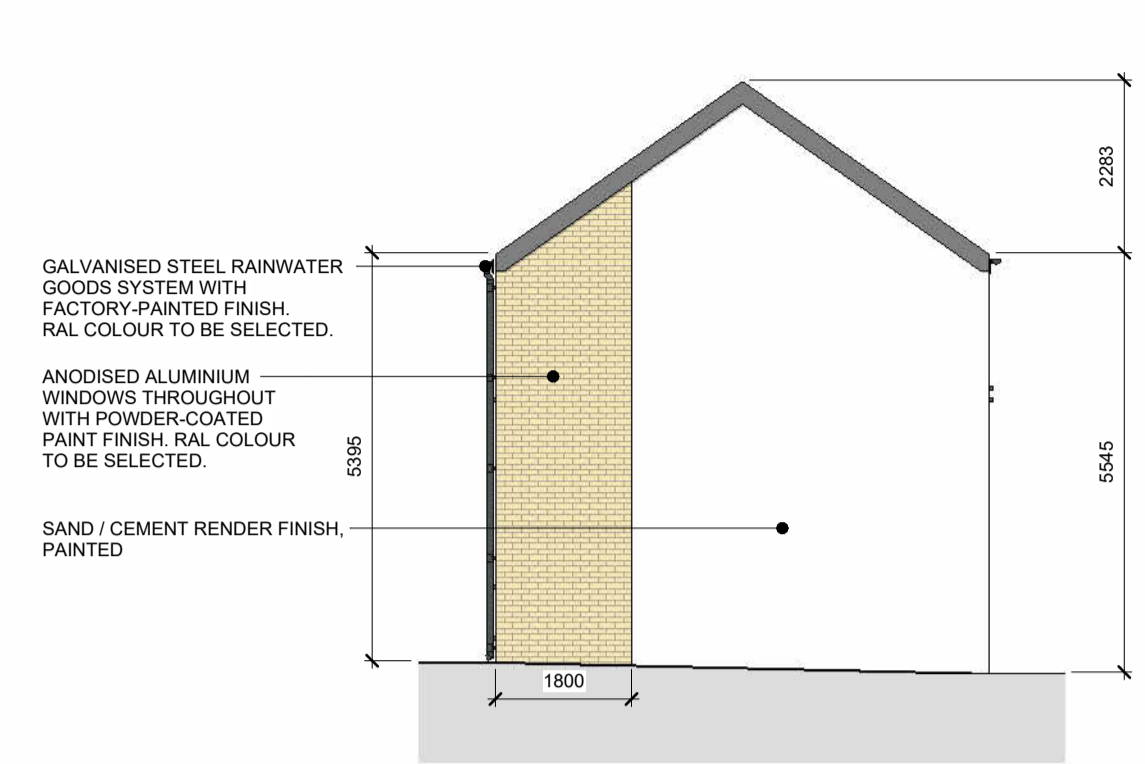 2283
GALVANISED STEEL RAINWATER
GOODS SYSTEM WITH
FACTORY-PAINTED FINISH.
RAL COLOUR TO BE SELECTED.
ANODISED ALUMINIUM
WINDOWS THROUGHOUT
WITH POWDER-COATED
PAINT FINISH. RAL COLOUR
TO BE SELECTED.
5395
5545
SAND / CEMENT RENDER FINISH,
PAINTED
1800